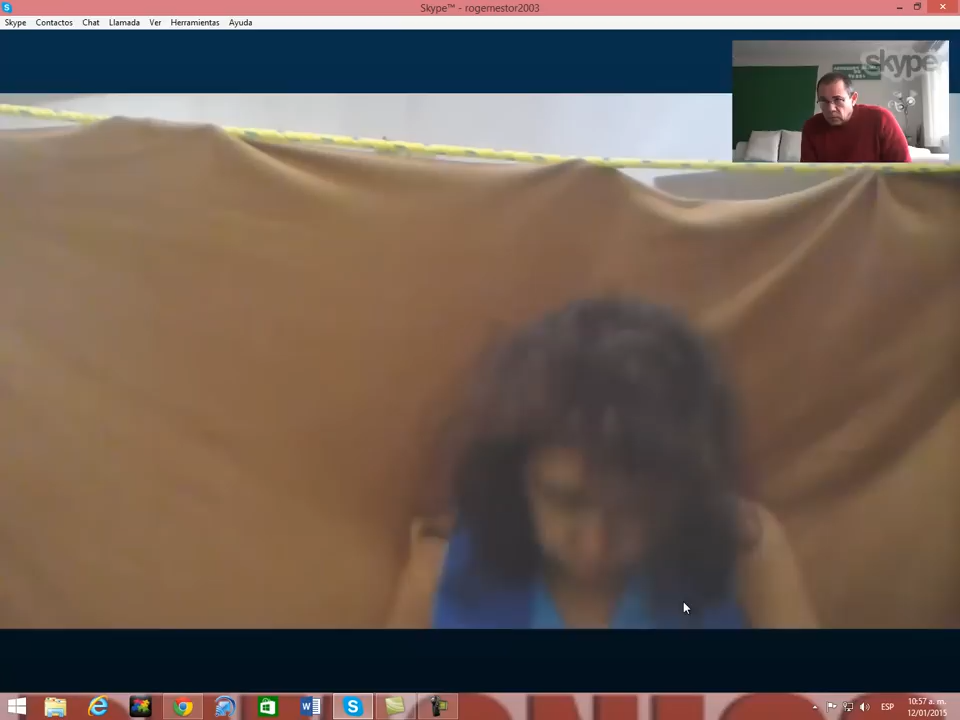 Skype™ - rogemestor2003
Skype Contactos Chat Llamada Ver Herramientas Ayuda
skype
ESP
10:57 a. m.
12/01/2015